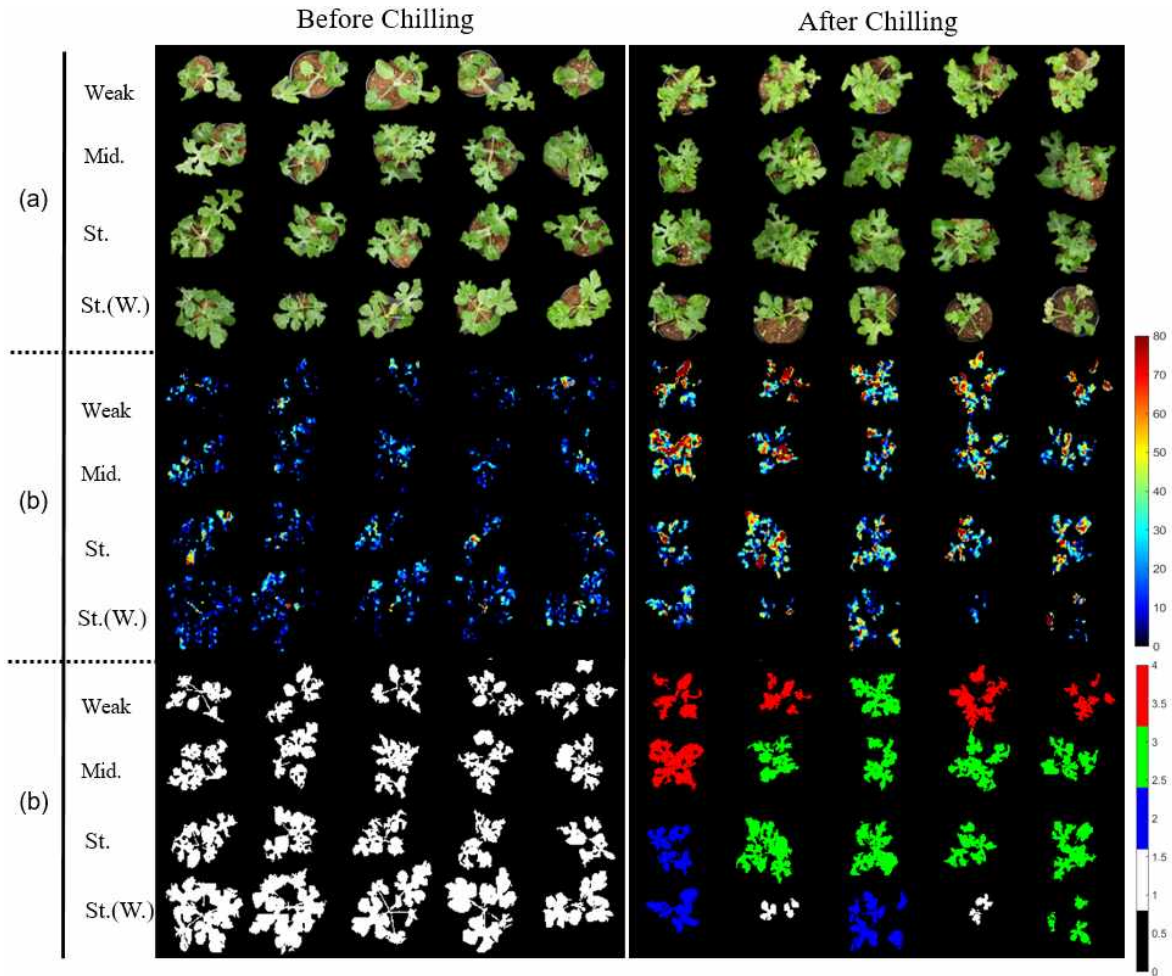 Before Chilling
After Chilling
(a)
Weak
Mid.
St.
St.(W.)
(b)
Weak
Mid.
St.
St.(W.)
80
70
60
50
40
30
20
10
0
(b)
Weak
Mid.
St.
St.(W.)
4
3.5
3
2.5
2
1.5
1
0.5
0